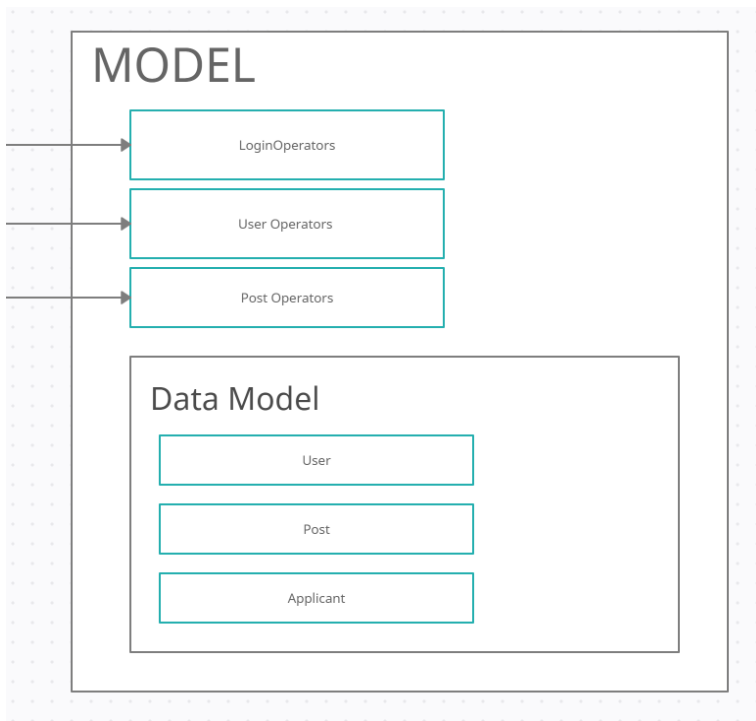 MODEL
LoginOperators
User Operators
Post Operators
Data Model
User
Post
Applicant